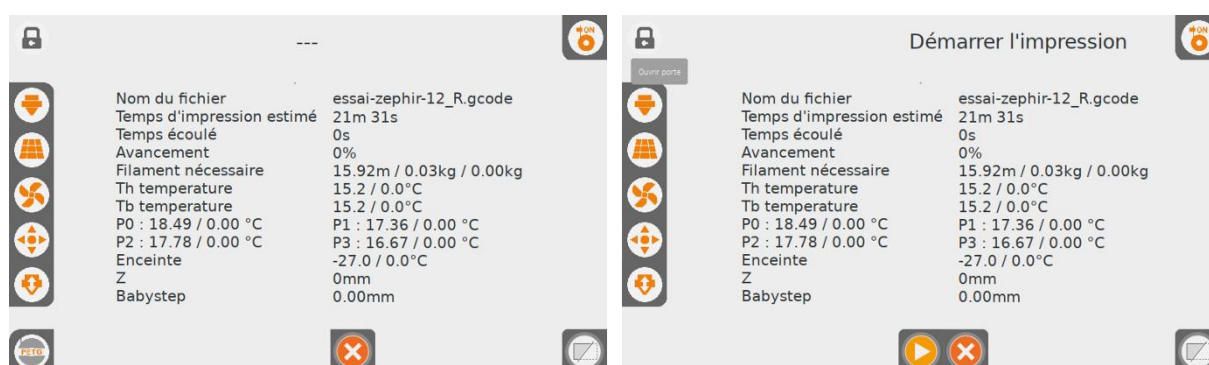 ---
ON
Nom du fichier essai-zephir-12_R.gcode
Temps d'impression estimé 21m 31s
Temps écoulé 0s
Avancement 0%
Filament nécessaire 15.92m / 0.03kg / 0.00kg
Th temperature 15.2 / 0.0°C
Tb temperature 15.2 / 0.0°C
P0 : 18.49 / 0.00 °C P1 : 17.36 / 0.00 °C
P2 : 17.78 / 0.00 °C P3 : 16.67 / 0.00 °C
Enceinte -27.0 / 0.0°C
Z 0mm
Babystep 0.00mm
PETG
Démarrer l'impression
ON
Ouvrir porte
Nom du fichier essai-zephir-12_R.gcode
Temps d'impression estimé 21m 31s
Temps écoulé 0s
Avancement 0%
Filament nécessaire 15.92m / 0.03kg / 0.00kg
Th temperature 15.2 / 0.0°C
Tb temperature 15.2 / 0.0°C
P0 : 18.49 / 0.00 °C P1 : 17.36 / 0.00 °C
P2 : 17.78 / 0.00 °C P3 : 16.67 / 0.00 °C
Enceinte -27.0 / 0.0°C
Z 0mm
Babystep 0.00mm